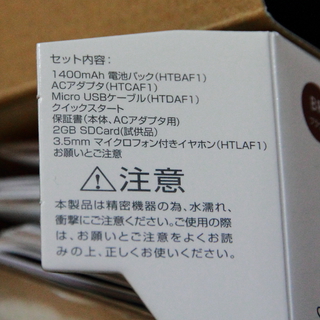 セット内容:
1400mAh 電池パック(HTBAF1)
ACアダプタ(HTCAF1)
Micro USBケーブル(HTDAF1)
クイックスタート
保証書(本体、ACアダプタ用)
2GB SDCard(試供品)
3.5mm マイクロフォン付きイヤホン(HTLAF1)
お願いとご注意
注意
本製品は精密機器の為、水濡れ、
衝撃にご注意ください。ご使用の際
は、お願いとご注意をよくお読
みの上、正しくお使いください。